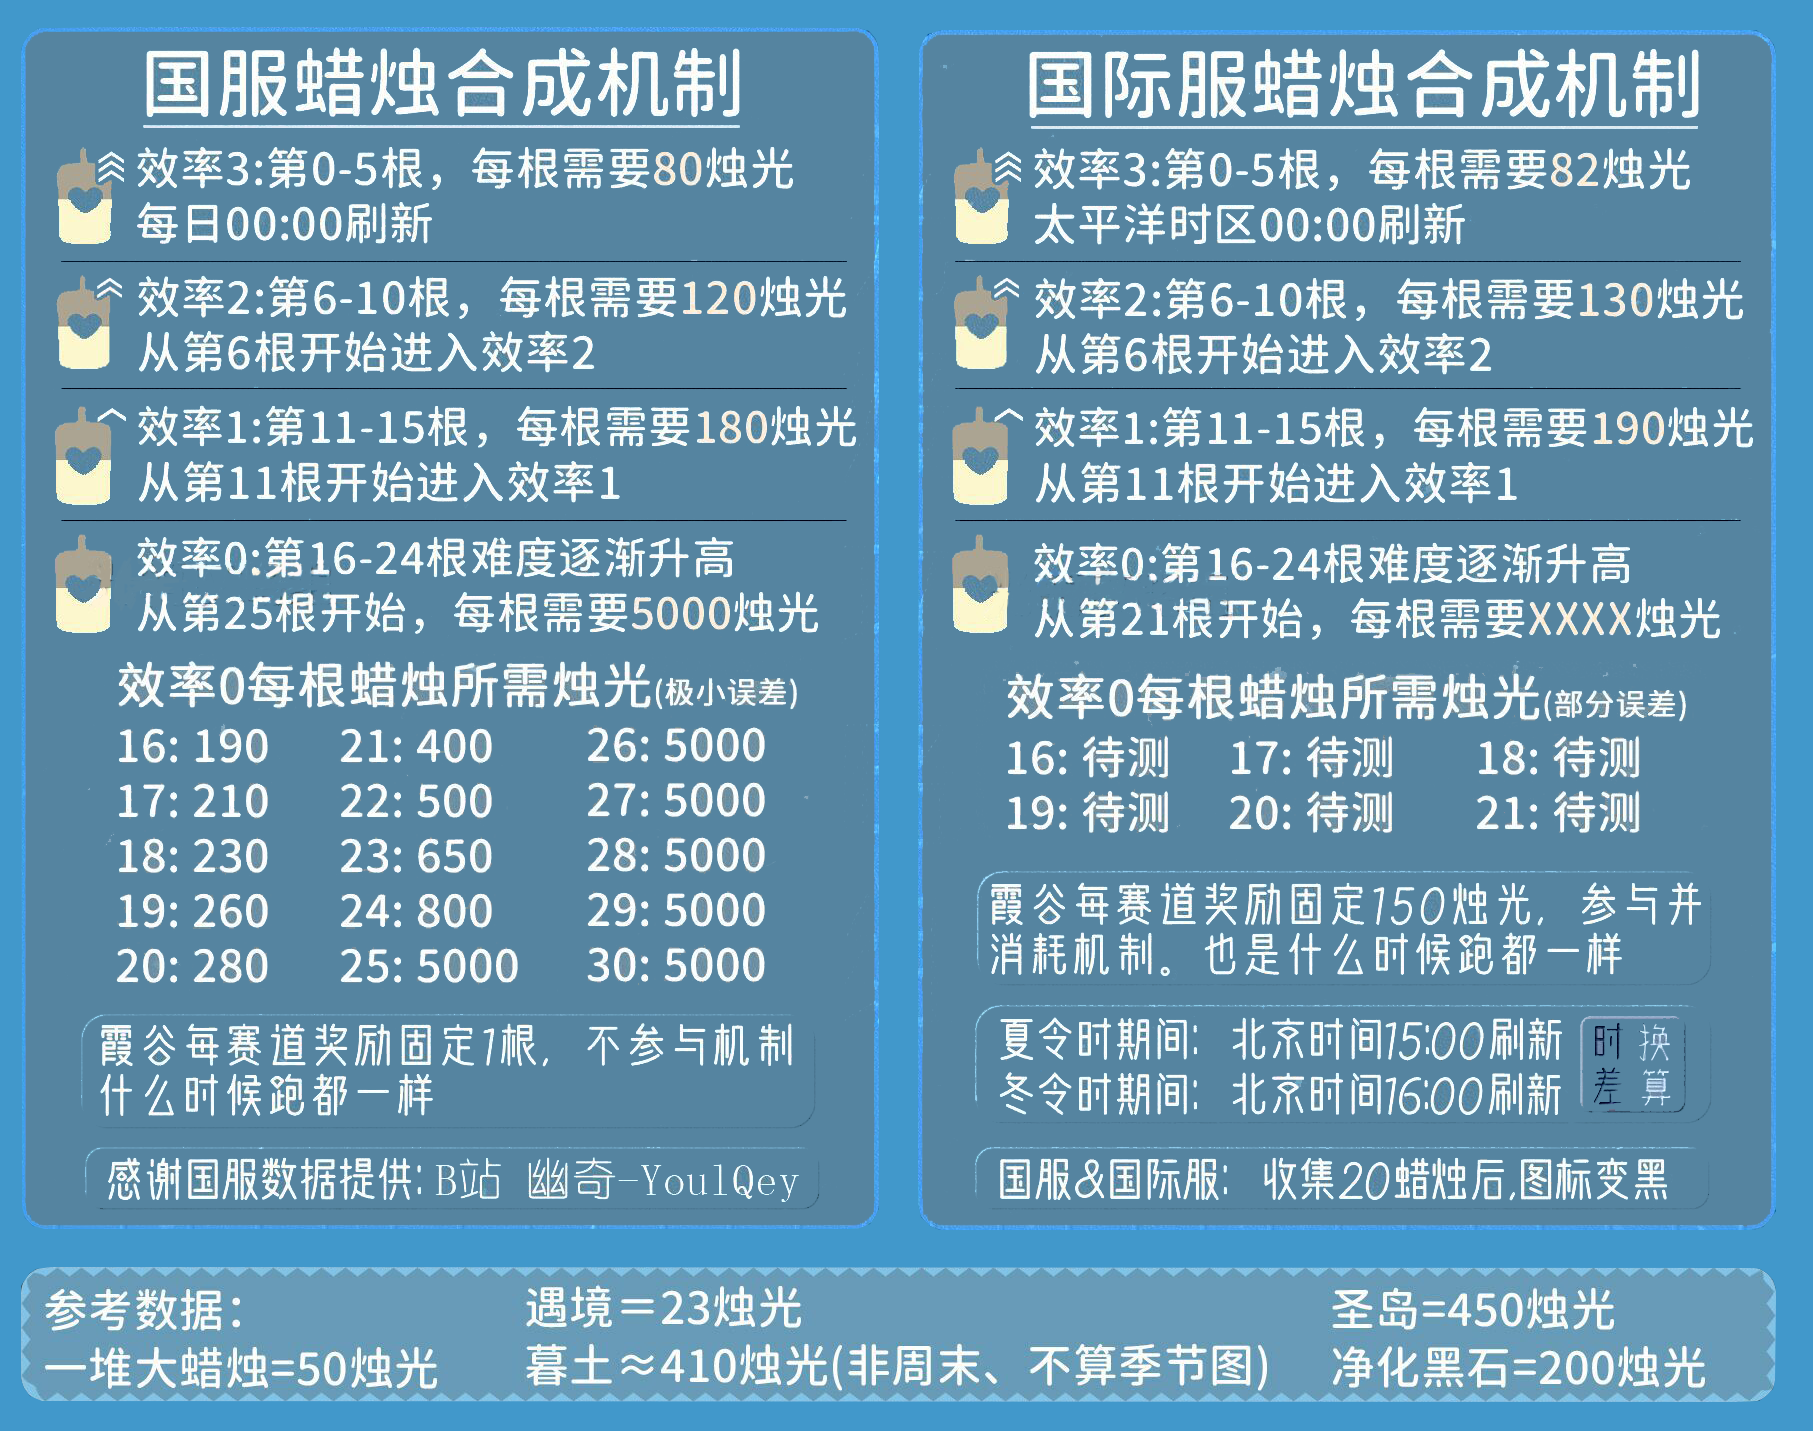 国服蜡烛合成机制
效率3:第0-5根，每根需要80烛光
每日00:00刷新
效率2:第6-10根，每根需要120烛光
从第6根开始进入效率2
效率1:第11-15根，每根需要180烛光
从第11根开始进入效率1
效率0:第16-24根难度逐渐升高
从第25根开始，每根需要5000烛光
效率0每根蜡烛所需烛光(极小误差)
16: 190 21: 400 26: 5000
17: 210 22: 500 27: 5000
18: 230 23: 650 28: 5000
19: 260 24: 800 29: 5000
20: 280 25: 5000 30: 5000
霞谷每赛道奖励固定1根，不参与机制
什么时候跑都一样
感谢国服数据提供: B站 幽奇-YoulQey
国际服蜡烛合成机制
效率3:第0-5根，每根需要82烛光
太平洋时区00:00刷新
效率2:第6-10根，每根需要130烛光
从第6根开始进入效率2
效率1:第11-15根，每根需要190烛光
从第11根开始进入效率1
效率0:第16-24根难度逐渐升高
从第21根开始，每根需要XXXX烛光
效率0每根蜡烛所需烛光(部分误差)
16: 待测 17: 待测 18: 待测
19: 待测 20: 待测 21: 待测
霞谷每赛道奖励固定150烛光，参与并
消耗机制。也是什么时候跑都一样
夏令时期间：北京时间15:00刷新
冬令时期间：北京时间16:00刷新
时差
换算
国服&国际服：收集20蜡烛后,图标变黑
参考数据：
一堆大蜡烛=50烛光
遇境＝23烛光
暮土≈410烛光(非周末、不算季节图)
圣岛=450烛光
净化黑石=200烛光